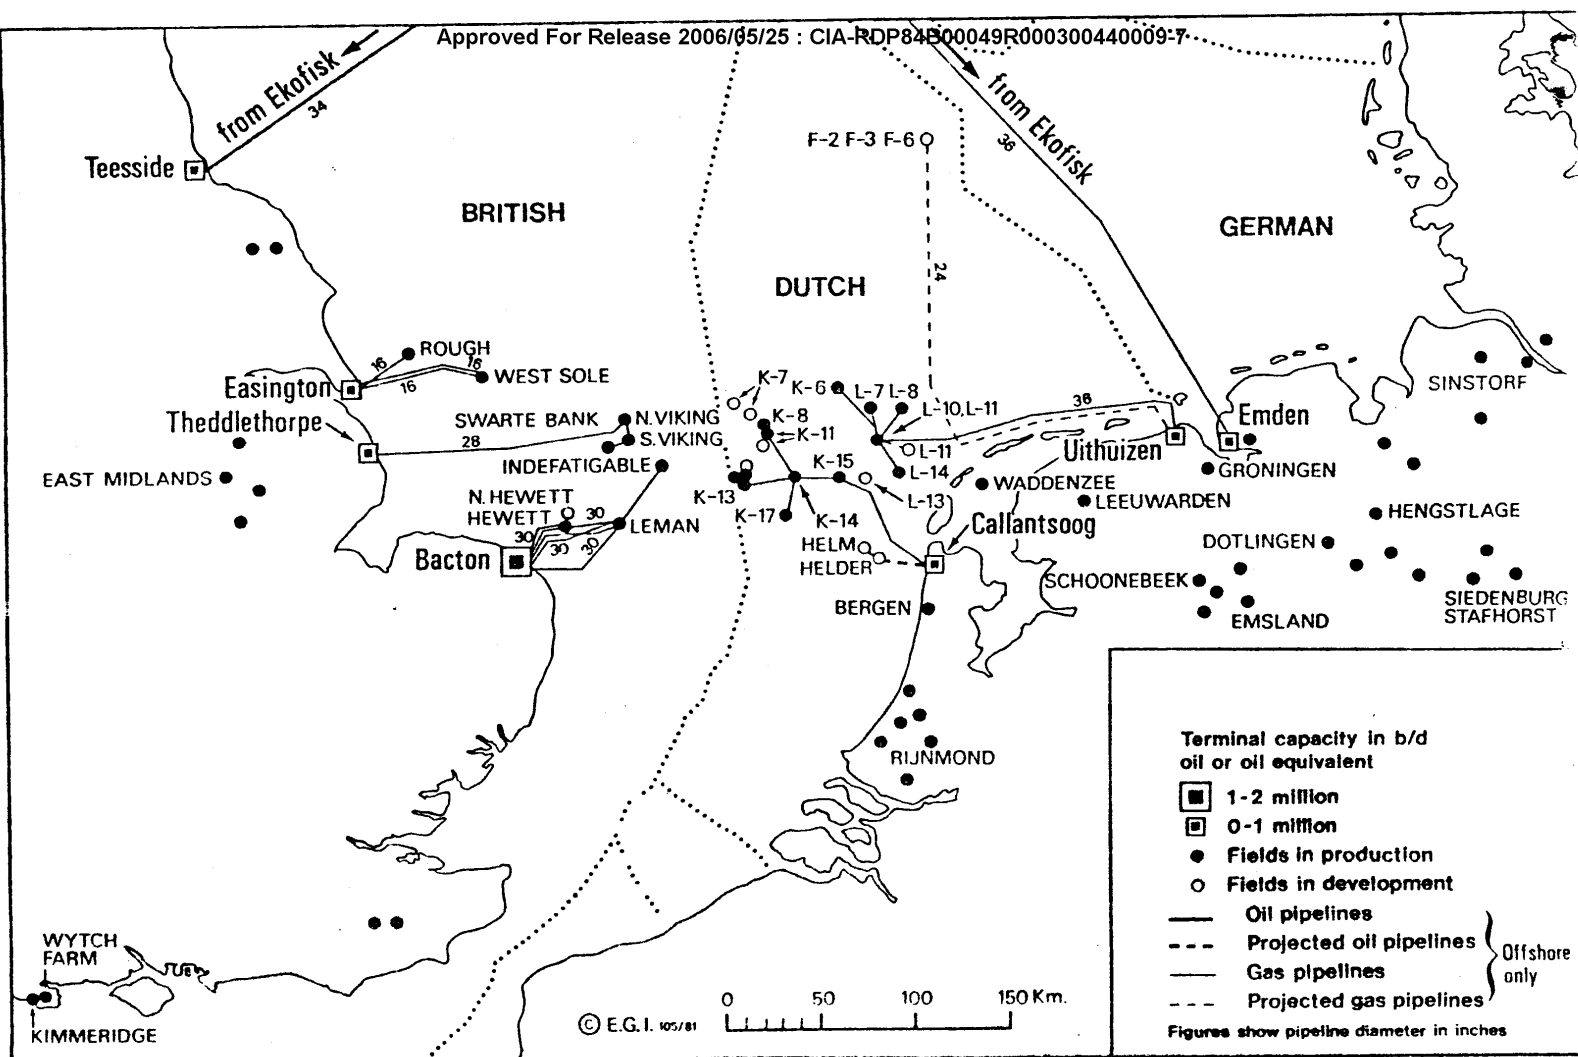 Approved For Release 2006/05/25 : CIA-RDP84B00049R000300440009-7
from Ekofisk
34
from Ekofisk
36
F-2 F-3 F-6
Teesside
BRITISH
GERMAN
24
DUTCH
ROUGH
16
16
16
WEST SOLE
Easington
Theddlethorpe
SWARTE BANK
N. VIKING
S. VIKING
28
INDEFATIGABLE
EAST MIDLANDS
N. HEWETT
HEWETT
30
30
30
30
LEMAN
Bacton
K-7
K-6
L-7 L-8
K-8
K-11
L-10, L-11
L-11
36
K-15
L-14
K-13
L-13
K-17
K-14
HELM
HELDER
SINSTORF
Emden
Uithuizen
GRONINGEN
WADDENZEE
LEEUWARDEN
Callantsoog
HENGSTLAGE
DOTLINGEN
SCHOONEBEEK
EMSLAND
SIEDENBURG
STAFHORST
BERGEN
RIJNMOND
WYTCH
FARM
KIMMERIDGE
© E.G.I. 105/81
0 50 100 150 Km.
Terminal capacity in b/d
oil or oil equivalent
1-2 million
0-1 million
Fields in production
Fields in development
Oil pipelines
Projected oil pipelines
Gas pipelines
Projected gas pipelines
Offshore
only
Figures show pipeline diameter in inches